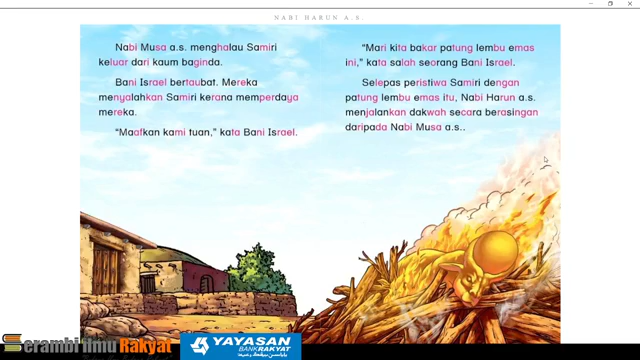 NABI HARUN A.S.
Nabi Musa a.s. menghalau Samiri
keluar dari kaum baginda.
Bani Israel bertaubat. Mereka
menyalahkan Samiri kerana memperdaya
mereka.
“Maafkan kami tuan,” kata Bani Israel.
“Mari kita bakar patung lembu emas
ini,” kata salah seorang Bani Israel.
Selepas peristiwa Samiri dengan
patung lembu emas itu, Nabi Harun a.s.
menjalankan dakwah secara berasingan
daripada Nabi Musa a.s..
Serambi Ilmu Rakyat
YAYASAN
BANK RAKYAT